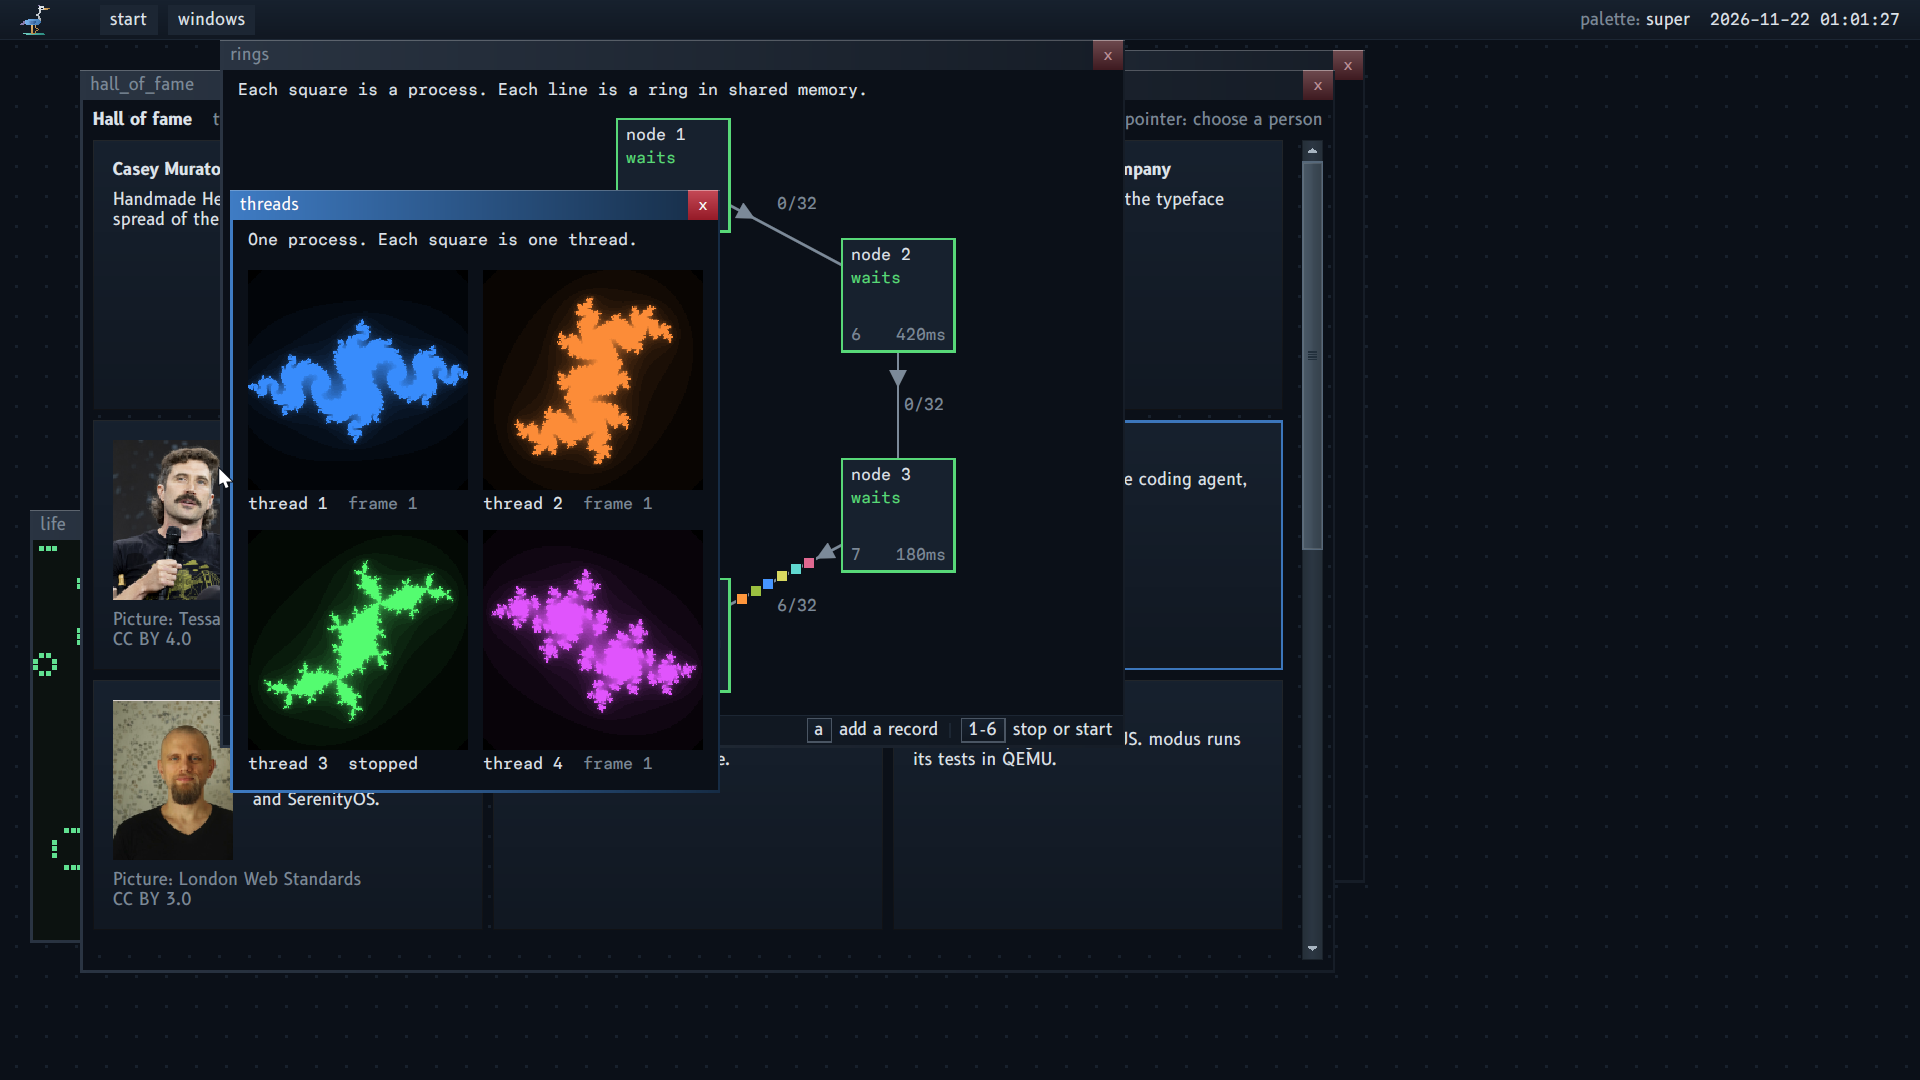 start windows palette: super 2026-11-22 01:01:27
rings x
x
hall_of_fame x
Each square is a process. Each line is a ring in shared memory.
Hall of fame pointer: choose a person
node 1
waits
Casey
Handmade
spread of the
the typeface
threads x
0/32
One process. Each square is one thread.
node 2
waits
6 420ms
0/32
node 3
waits
7 180ms
e coding agent,
thread 1 frame 1 thread 2 frame 1
life
6/32
Picture: Tessa
CC BY 4.0
a add a record 1-6 stop or start
JS. modus runs
its tests in QEMU.
thread 3 stopped thread 4 frame 1
and SerenityOS.
Picture: London Web Standards
CC BY 3.0